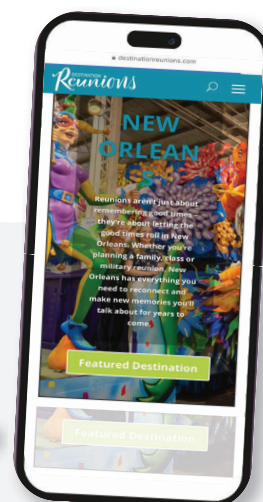 destinationreunions.com
DESTINATION
Reunions
NEW
ORLEAN
S
Reunions aren't just about
remembering good times –
they're about letting the
good times roll in New
Orleans. Whether you're
planning a family, class or
military reunion, New
Orleans has everything you
need to reconnect and
make new memories you'll
talk about for years to
come.
Featured Destination
Featured Destination